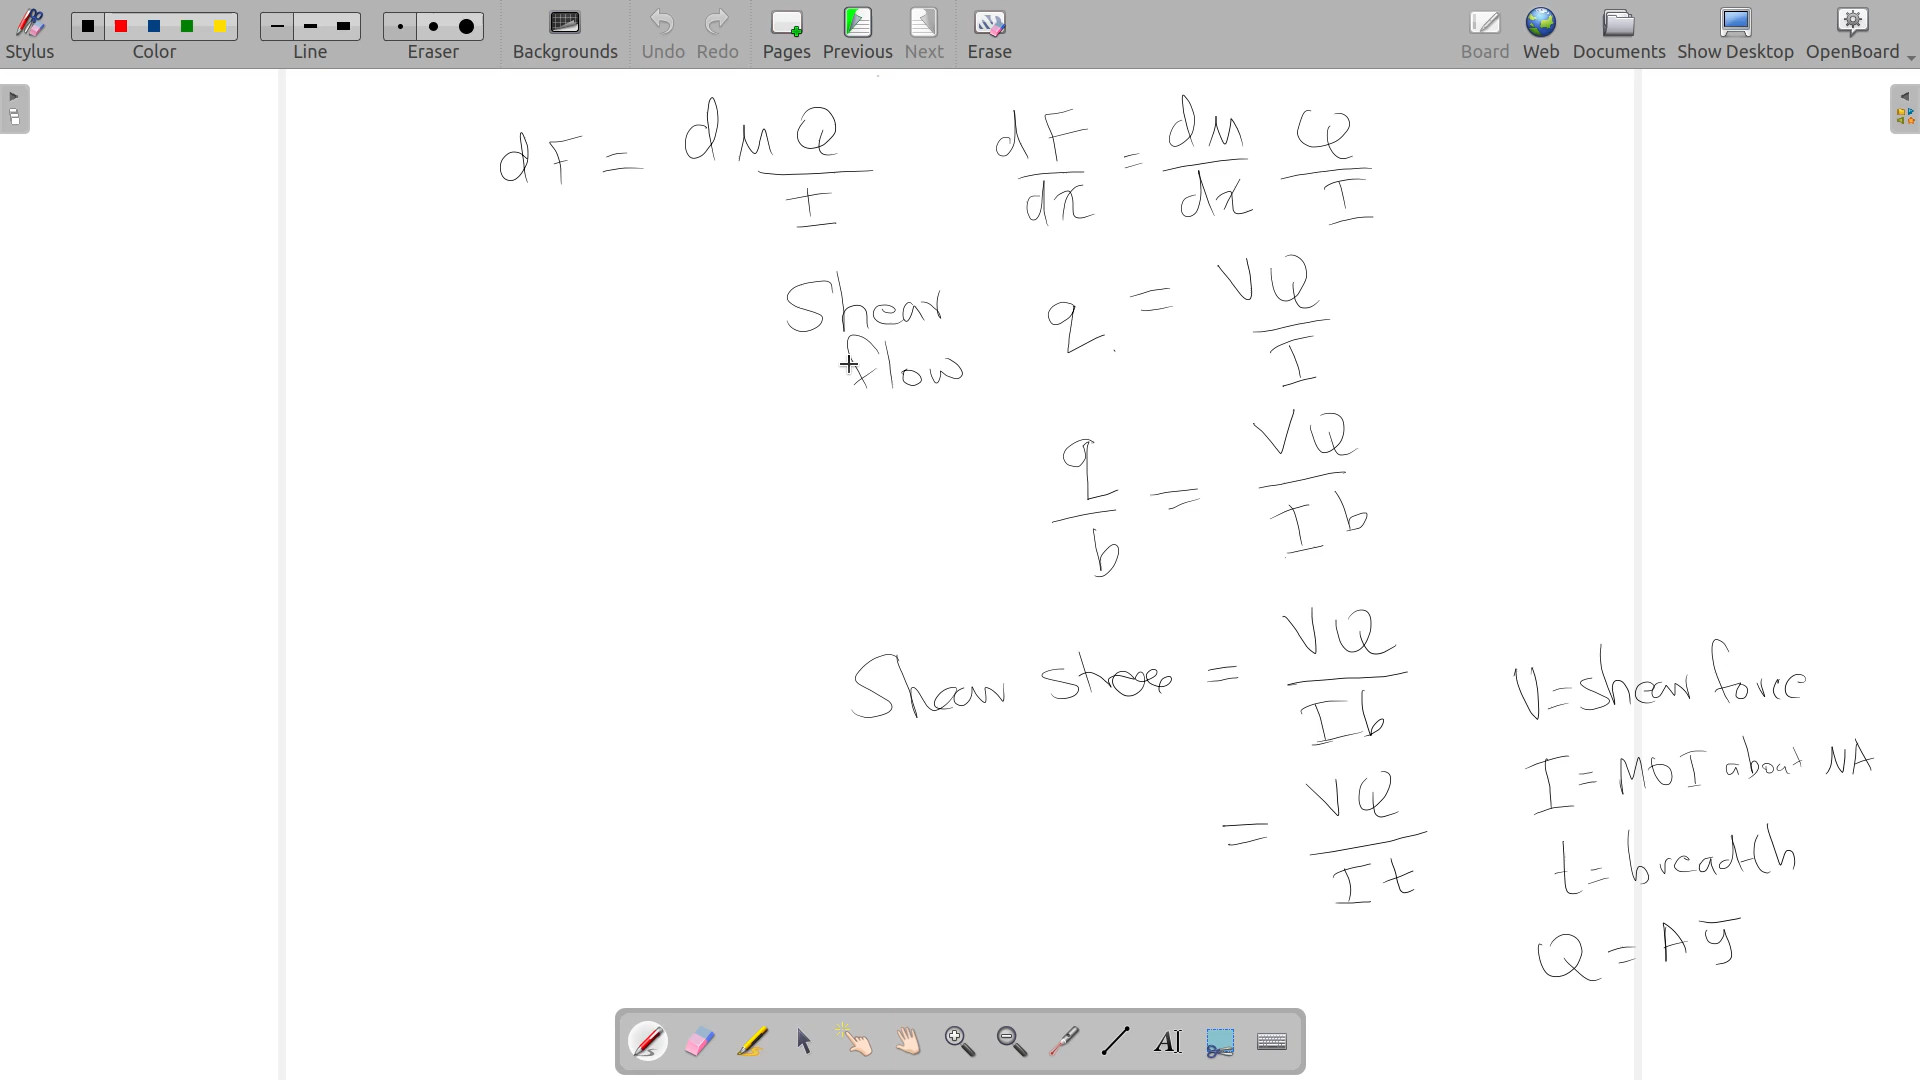 Stylus Color Line Eraser Backgrounds Undo Redo Pages Previous Next Erase Board Web Documents Show Desktop OpenBoard
dF = dM Q / I
dF / dx = dM / dx Q / I
Shear flow q = VQ / I
q / b = VQ / Ib
Shear stress = VQ / Ib
= VQ / It
V = Shear force
I = MOI about NA
t = breadth
Q = A ȳ